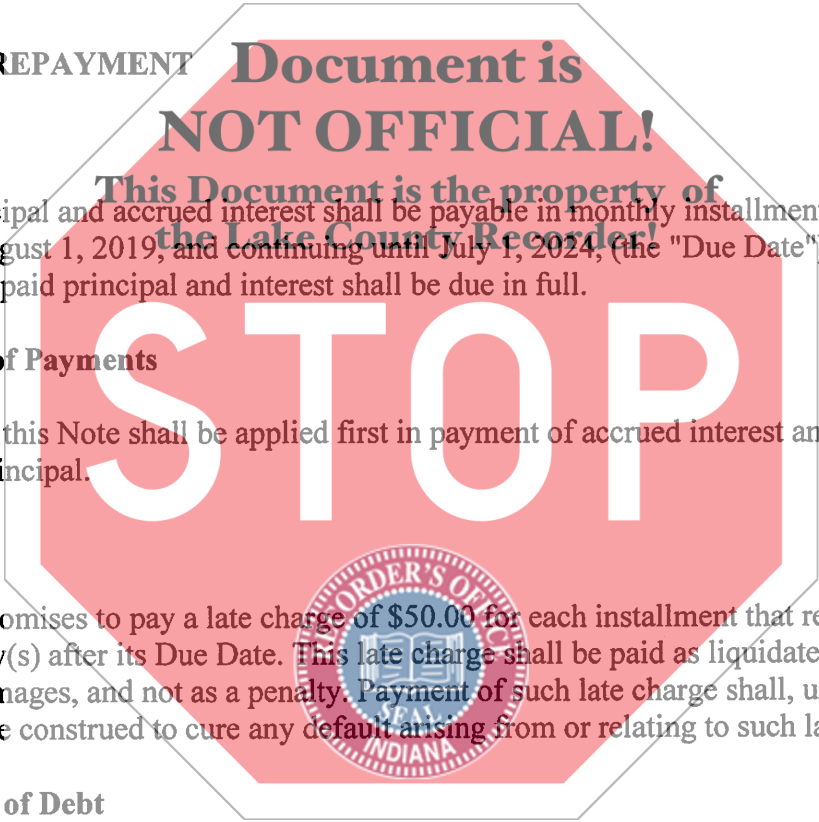 REPAYMENT
Document is
NOT OFFICIAL!
This Document is the property of
the Lake County Recorder!
ipal and accrued interest shall be payable in monthly installment
gust 1, 2019, and continuing until July 1, 2024, (the "Due Date")
paid principal and interest shall be due in full.
STOP
of Payments
this Note shall be applied first in payment of accrued interest an
incipal.
omises to pay a late charge of $50.00 for each installment that re
y(s) after its Due Date. This late charge shall be paid as liquidate
mages, and not as a penalty. Payment of such late charge shall, u
e construed to cure any default arising from or relating to such la
SEAL
INDIANA
of Debt